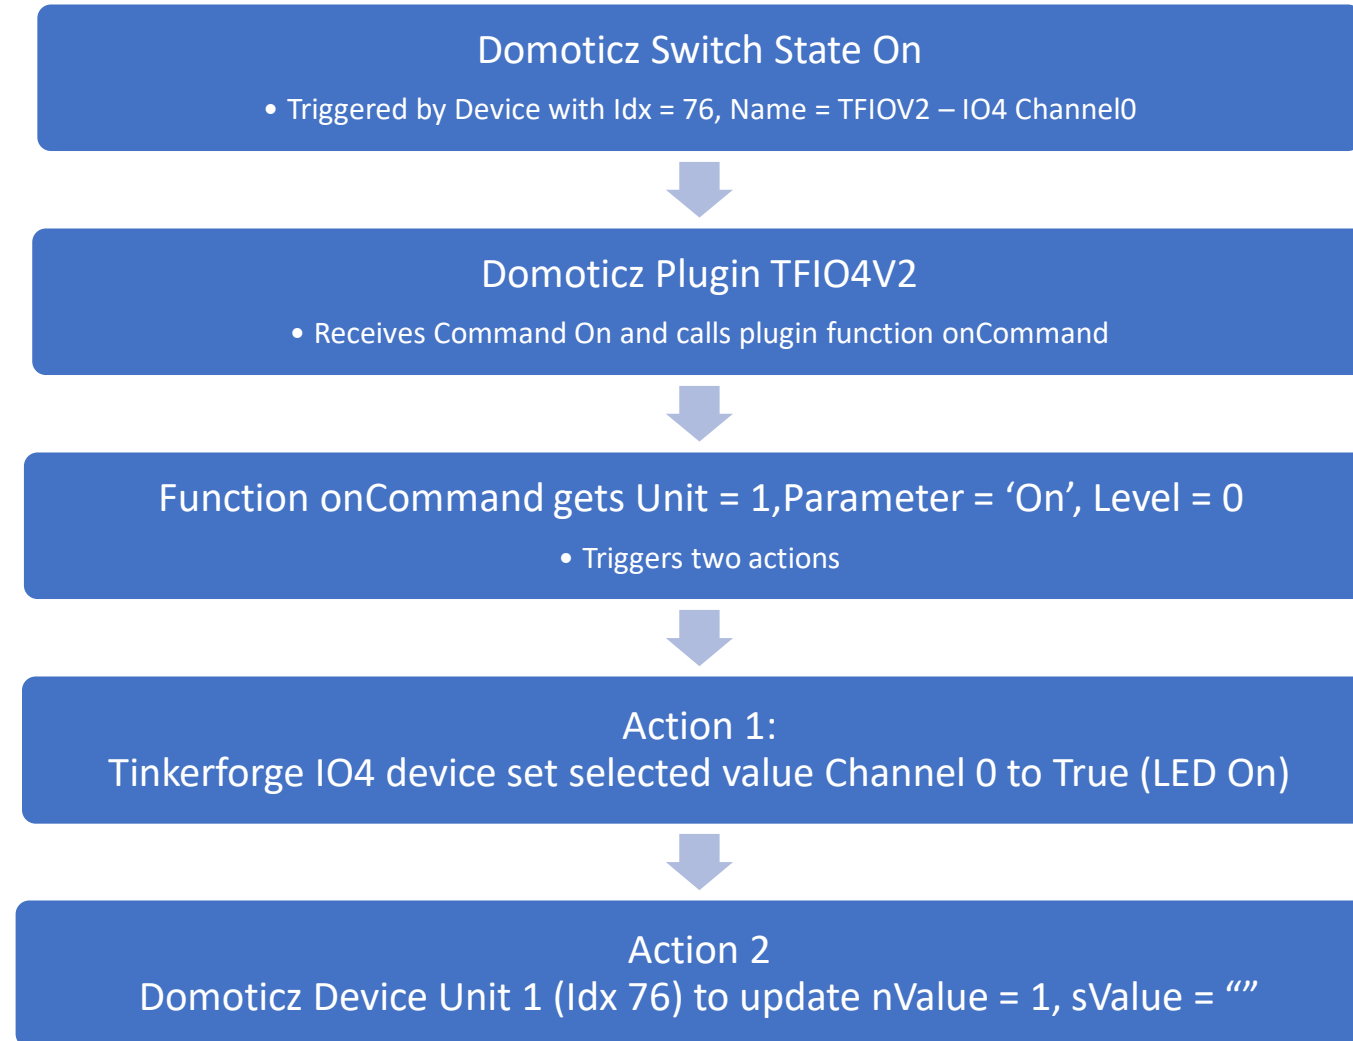 Domoticz Switch State On
• Triggered by Device with Idx = 76, Name = TFIOV2 – IO4 Channel0
Domoticz Plugin TFIO4V2
• Receives Command On and calls plugin function onCommand
Function onCommand gets Unit = 1,Parameter = ‘On’, Level = 0
• Triggers two actions
Action 1:
Tinkerforge IO4 device set selected value Channel 0 to True (LED On)
Action 2
Domoticz Device Unit 1 (Idx 76) to update nValue = 1, sValue = “”